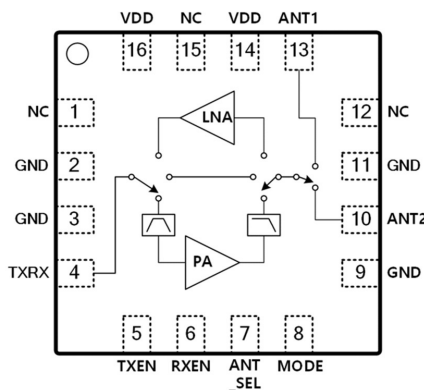 VDD NC VDD ANT1
16 15 14 13
NC 1 LNA 12 NC
GND 2 11 GND
GND 3 10 ANT2
TXRX 4 PA 9 GND
5 6 7 8
TXEN RXEN ANT MODE
_SEL